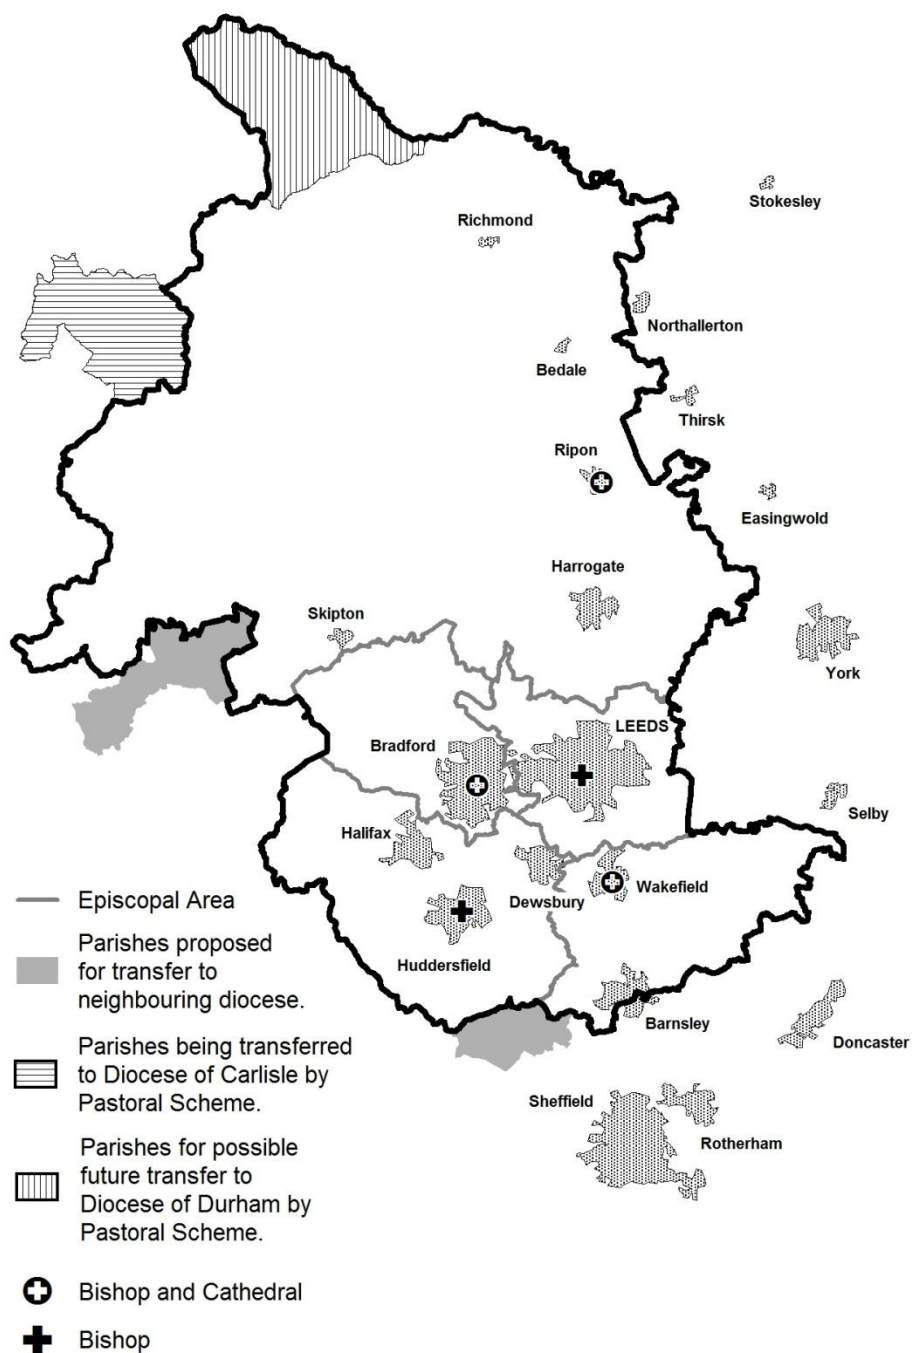 Stokesley
Richmond
Northallerton
Bedale
Thirsk
Ripon
Easingwold
Harrogate
Skipton
York
LEEDS
Bradford
Selby
Halifax
Dewsbury
Wakefield
Huddersfield
Barnsley
Doncaster
Sheffield
Rotherham
Episcopal Area
Parishes proposed
for transfer to
neighbouring diocese.
Parishes being transferred
to Diocese of Carlisle by
Pastoral Scheme.
Parishes for possible
future transfer to
Diocese of Durham by
Pastoral Scheme.
Bishop and Cathedral
Bishop